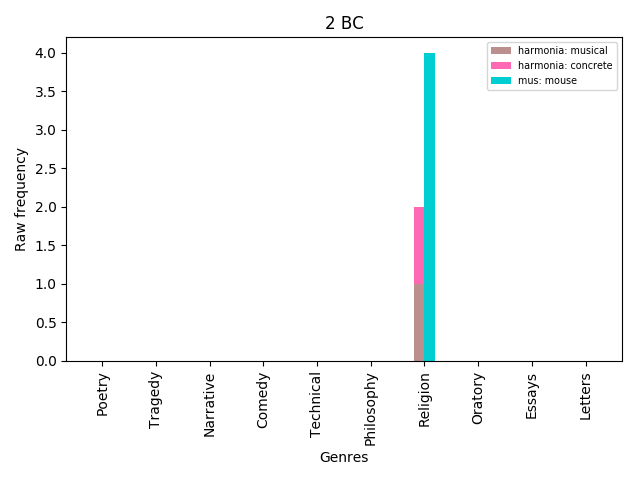 2 BC
harmonia: musical
harmonia: concrete
mus: mouse
Raw frequency
4.0
3.5
3.0
2.5
2.0
1.5
1.0
0.5
0.0
Poetry
Tragedy
Narrative
Comedy
Technical
Philosophy
Religion
Oratory
Essays
Letters
Genres